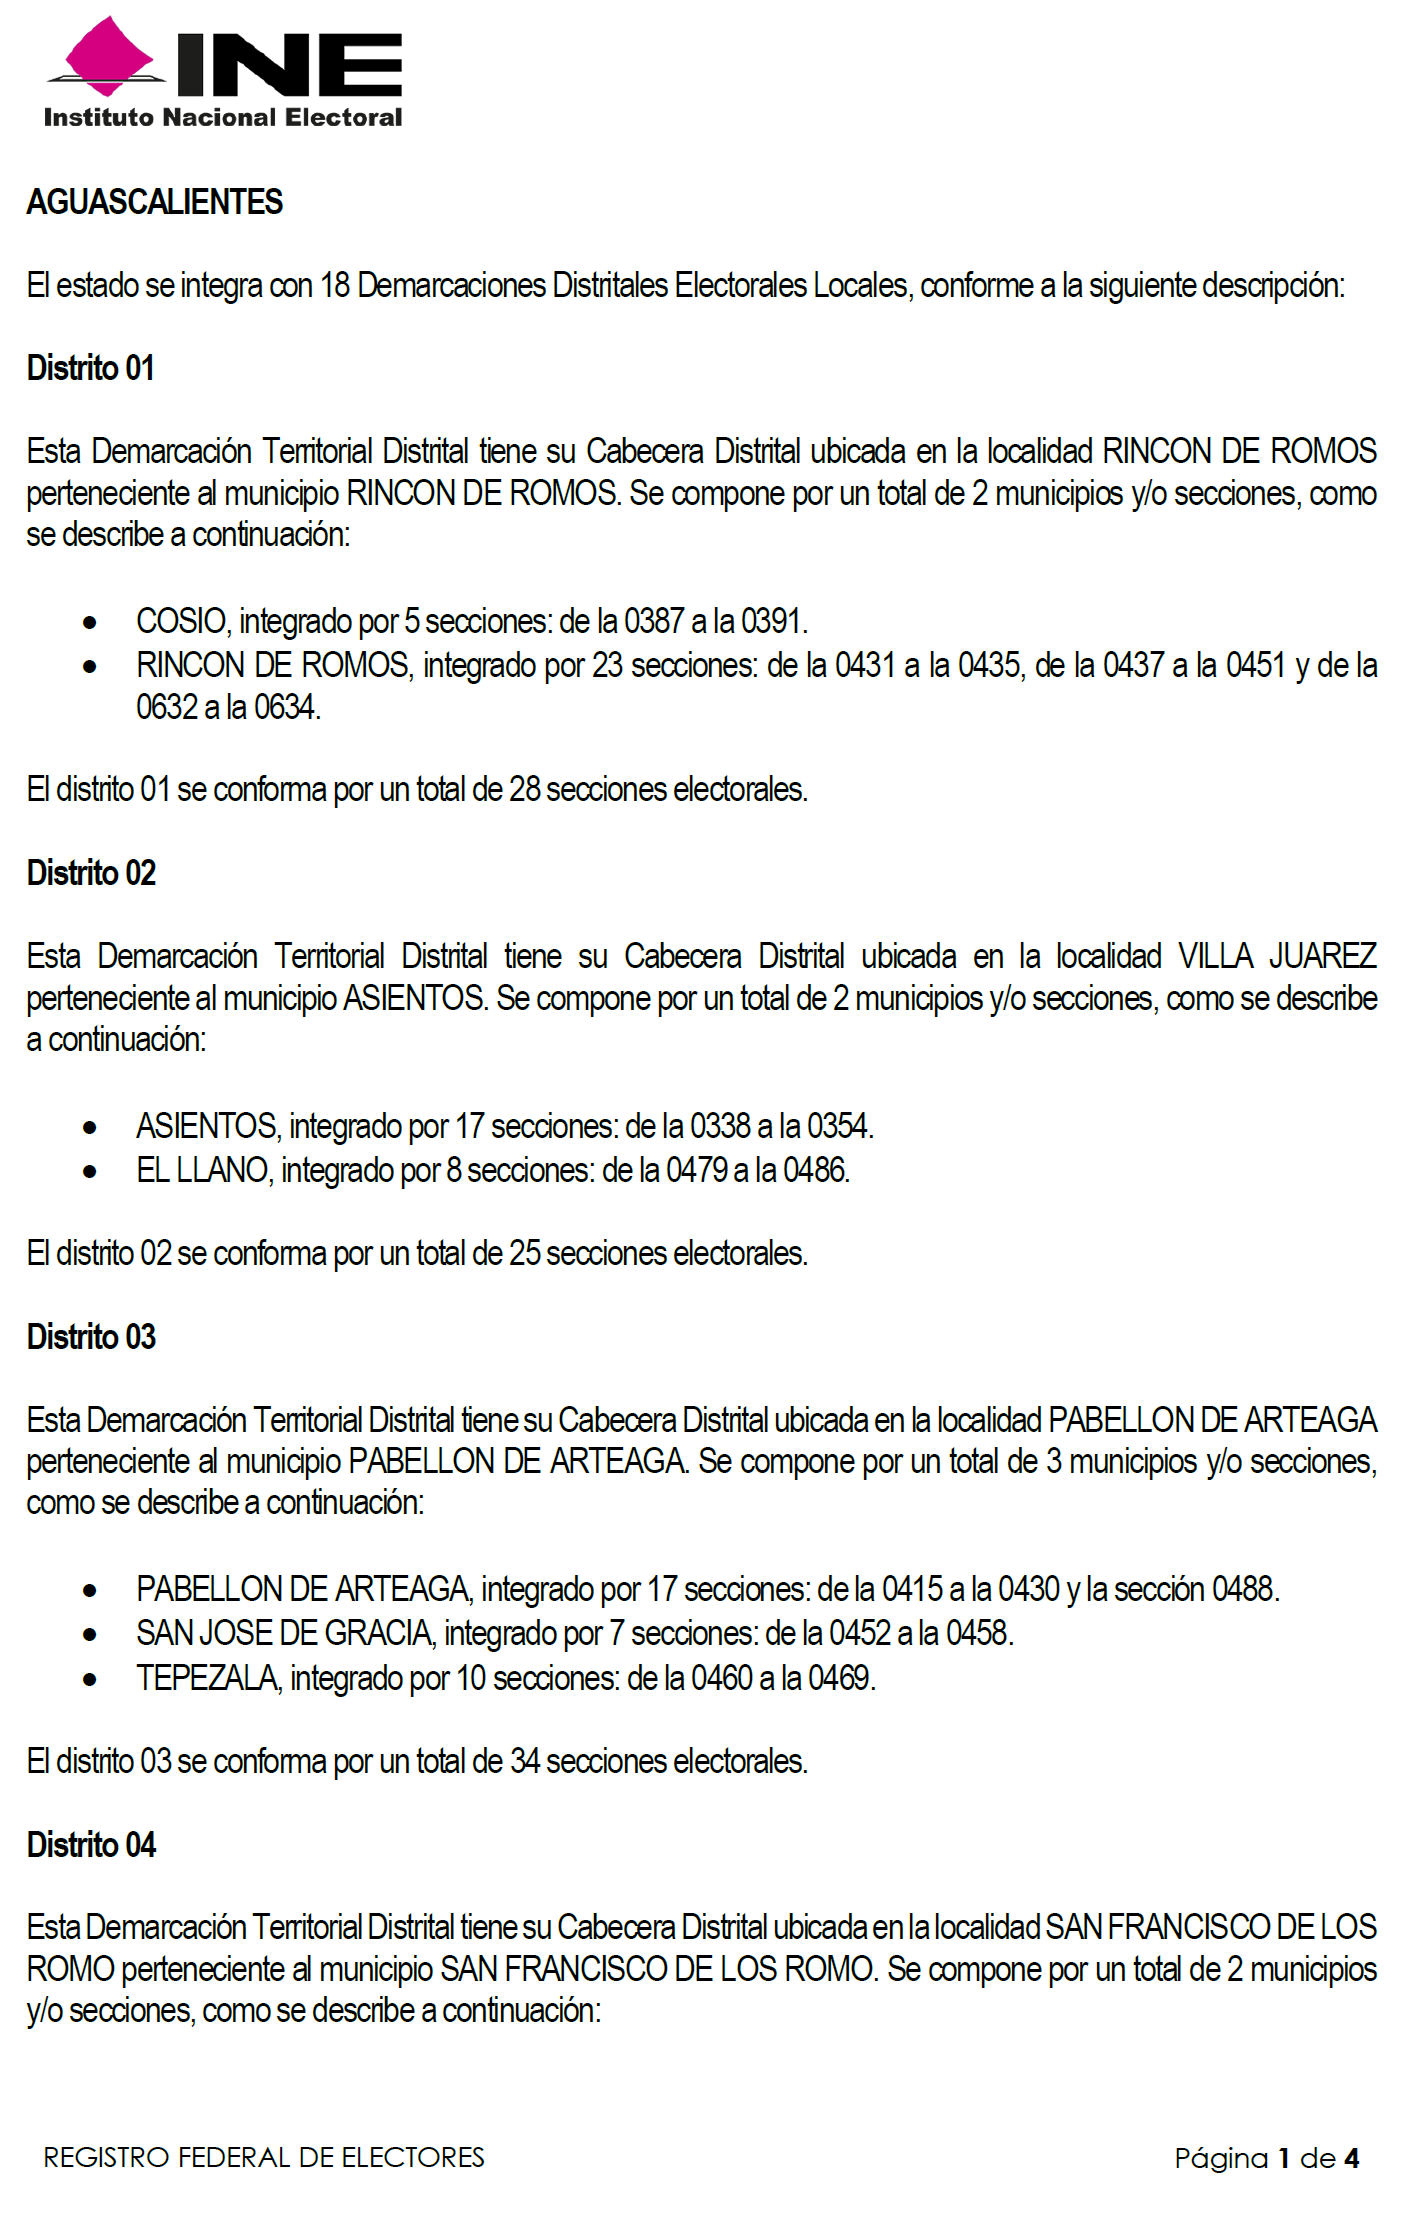 INE
Instituto Nacional Electoral
AGUASCALIENTES
El estado se integra con 18 Demarcaciones Distritales Electorales Locales, conforme a la siguiente descripción:
Distrito 01
Esta Demarcación Territorial Distrital tiene su Cabecera Distrital ubicada en la localidad RINCON DE ROMOS
perteneciente al municipio RINCON DE ROMOS. Se compone por un total de 2 municipios y/o secciones, como
se describe a continuación:
• COSIO, integrado por 5 secciones: de la 0387 a la 0391.
• RINCON DE ROMOS, integrado por 23 secciones: de la 0431 a la 0435, de la 0437 a la 0451 y de la
0632 a la 0634.
El distrito 01 se conforma por un total de 28 secciones electorales.
Distrito 02
Esta Demarcación Territorial Distrital tiene su Cabecera Distrital ubicada en la localidad VILLA JUAREZ
perteneciente al municipio ASIENTOS. Se compone por un total de 2 municipios y/o secciones, como se describe
a continuación:
• ASIENTOS, integrado por 17 secciones: de la 0338 a la 0354.
• EL LLANO, integrado por 8 secciones: de la 0479 a la 0486.
El distrito 02 se conforma por un total de 25 secciones electorales.
Distrito 03
Esta Demarcación Territorial Distrital tiene su Cabecera Distrital ubicada en la localidad PABELLON DE ARTEAGA
perteneciente al municipio PABELLON DE ARTEAGA. Se compone por un total de 3 municipios y/o secciones,
como se describe a continuación:
• PABELLON DE ARTEAGA, integrado por 17 secciones: de la 0415 a la 0430 y la sección 0488.
• SAN JOSE DE GRACIA, integrado por 7 secciones: de la 0452 a la 0458.
• TEPEZALA, integrado por 10 secciones: de la 0460 a la 0469.
El distrito 03 se conforma por un total de 34 secciones electorales.
Distrito 04
Esta Demarcación Territorial Distrital tiene su Cabecera Distrital ubicada en la localidad SAN FRANCISCO DE LOS
ROMO perteneciente al municipio SAN FRANCISCO DE LOS ROMO. Se compone por un total de 2 municipios
y/o secciones, como se describe a continuación:
REGISTRO FEDERAL DE ELECTORES
Página 1 de 4